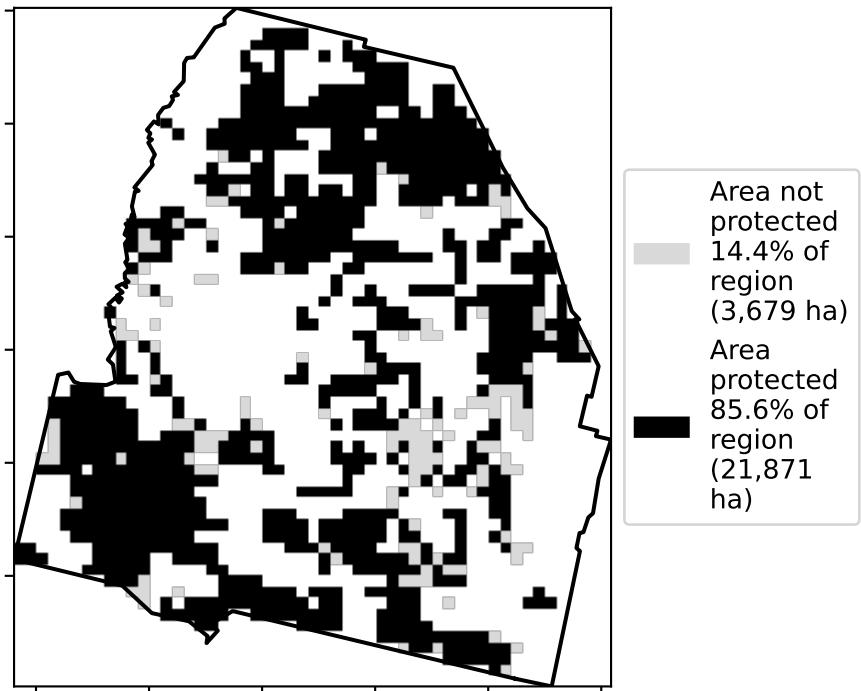 Area not
protected
14.4% of
region
(3,679 ha)
Area
protected
85.6% of
region
(21,871
ha)